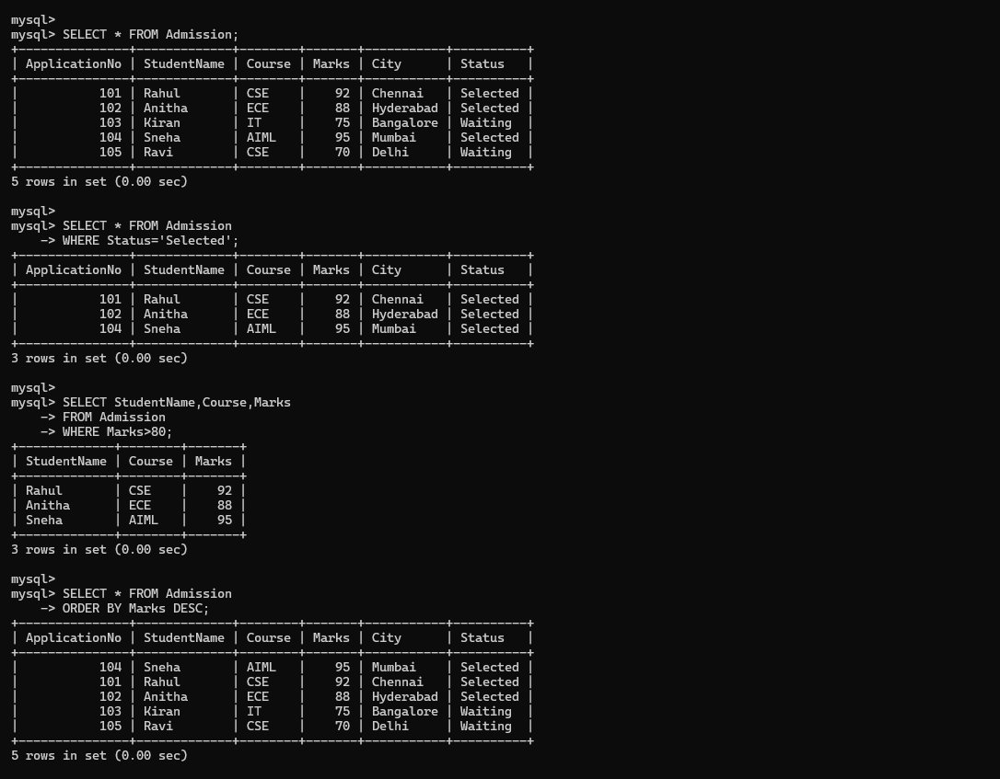 mysql>
mysql> SELECT * FROM Admission;
+---------------+-------------+--------+-------+-----------+----------+
| ApplicationNo | StudentName | Course | Marks | City      | Status   |
+---------------+-------------+--------+-------+-----------+----------+
|           101 | Rahul       | CSE    |    92 | Chennai   | Selected |
|           102 | Anitha      | ECE    |    88 | Hyderabad | Selected |
|           103 | Kiran       | IT     |    75 | Bangalore | Waiting  |
|           104 | Sneha       | AIML   |    95 | Mumbai    | Selected |
|           105 | Ravi        | CSE    |    70 | Delhi     | Waiting  |
+---------------+-------------+--------+-------+-----------+----------+
5 rows in set (0.00 sec)

mysql>
mysql> SELECT * FROM Admission
    -> WHERE Status='Selected';
+---------------+-------------+--------+-------+-----------+----------+
| ApplicationNo | StudentName | Course | Marks | City      | Status   |
+---------------+-------------+--------+-------+-----------+----------+
|           101 | Rahul       | CSE    |    92 | Chennai   | Selected |
|           102 | Anitha      | ECE    |    88 | Hyderabad | Selected |
|           104 | Sneha       | AIML   |    95 | Mumbai    | Selected |
+---------------+-------------+--------+-------+-----------+----------+
3 rows in set (0.00 sec)

mysql>
mysql> SELECT StudentName,Course,Marks
    -> FROM Admission
    -> WHERE Marks>80;
+-------------+--------+-------+
| StudentName | Course | Marks |
+-------------+--------+-------+
| Rahul       | CSE    |    92 |
| Anitha      | ECE    |    88 |
| Sneha       | AIML   |    95 |
+-------------+--------+-------+
3 rows in set (0.00 sec)

mysql>
mysql> SELECT * FROM Admission
    -> ORDER BY Marks DESC;
+---------------+-------------+--------+-------+-----------+----------+
| ApplicationNo | StudentName | Course | Marks | City      | Status   |
+---------------+-------------+--------+-------+-----------+----------+
|           104 | Sneha       | AIML   |    95 | Mumbai    | Selected |
|           101 | Rahul       | CSE    |    92 | Chennai   | Selected |
|           102 | Anitha      | ECE    |    88 | Hyderabad | Selected |
|           103 | Kiran       | IT     |    75 | Bangalore | Waiting  |
|           105 | Ravi        | CSE    |    70 | Delhi     | Waiting  |
+---------------+-------------+--------+-------+-----------+----------+
5 rows in set (0.00 sec)